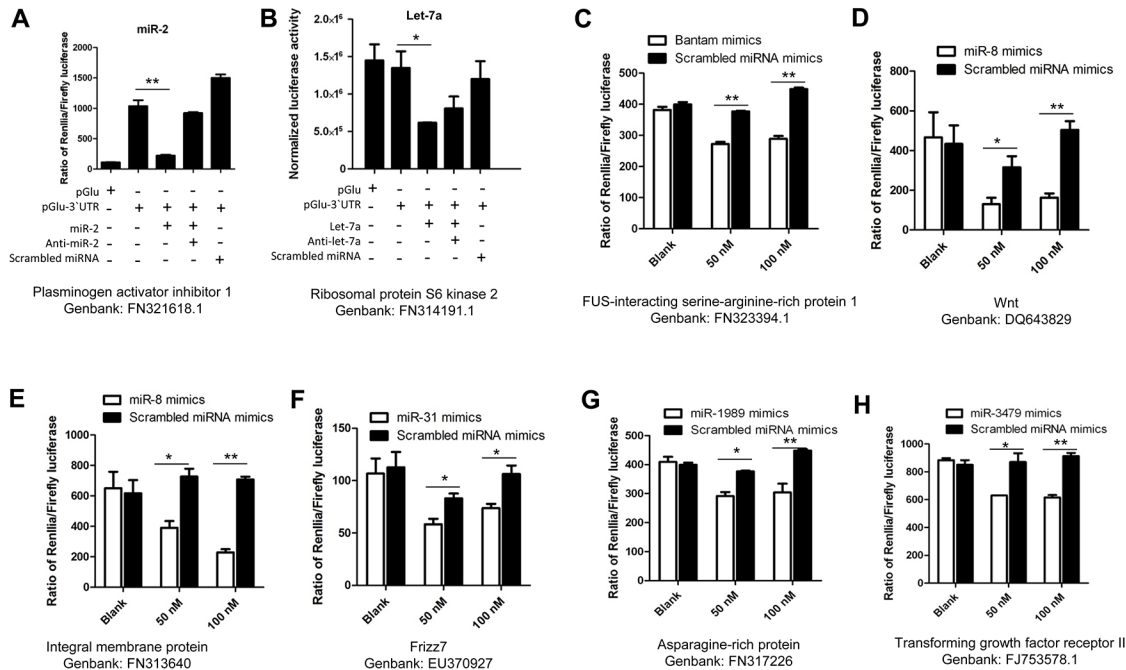 A
miR-2
Ratio of Renllia/Firefly luciferase
1500
1000
500
0
**
pGlu + - - - -
pGlu-3`UTR - + + + +
miR-2 - - + + -
Anti-miR-2 - - - + -
Scrambled miRNA - - - - +
Plasminogen activator inhibitor 1
Genbank: FN321618.1
B
Let-7a
Normalized luciferase activity
2.0×10⁶
1.5×10⁶
1.0×10⁶
5.0×10⁵
0
*
pGlu + - - - -
pGlu-3`UTR - + + + +
Let-7a - - + + -
Anti-let-7a - - - + -
Scrambled miRNA - - - - +
Ribosomal protein S6 kinase 2
Genbank: FN314191.1
C
Bantam mimics
Scrambled miRNA mimics
Ratio of Renllia/Firefly luciferase
500
400
300
200
100
0
**
**
Blank
50 nM
100 nM
FUS-interacting serine-arginine-rich protein 1
Genbank: FN323394.1
D
miR-8 mimics
Scrambled miRNA mimics
Ratio of Renllia/Firefly luciferase
800
600
400
200
0
*
**
Blank
50 nM
100 nM
Wnt
Genbank: DQ643829
E
miR-8 mimics
Scrambled miRNA mimics
Ratio of Renllia/Firefly luciferase
1000
800
600
400
200
0
*
**
Blank
50 nM
100 nM
Integral membrane protein
Genbank: FN313640
F
miR-31 mimics
Scrambled miRNA mimics
Ratio of Renllia/Firefly luciferase
150
100
50
0
*
*
Blank
50 nM
100 nM
Frizz7
Genbank: EU370927
G
miR-1989 mimics
Scrambled miRNA mimics
Ratio of Renllia/Firefly luciferase
500
400
300
200
100
0
*
**
Blank
50 nM
100 nM
Asparagine-rich protein
Genbank: FN317226
H
miR-3479 mimics
Scrambled miRNA mimics
Ratio of Renllia/Firefly luciferase
1000
800
600
400
200
0
*
**
Blank
50 nM
100 nM
Transforming growth factor receptor II
Genbank: FJ753578.1